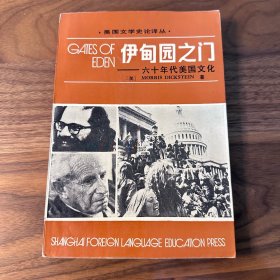 ·美国文学史论译丛·
GATES OF
EDEN
伊甸园之门
——六十年代美国文化
[美] MORRIS DICKSTEIN 著
SHANGHAI FOREIGN LANGUAGE EDUCATION PRESS